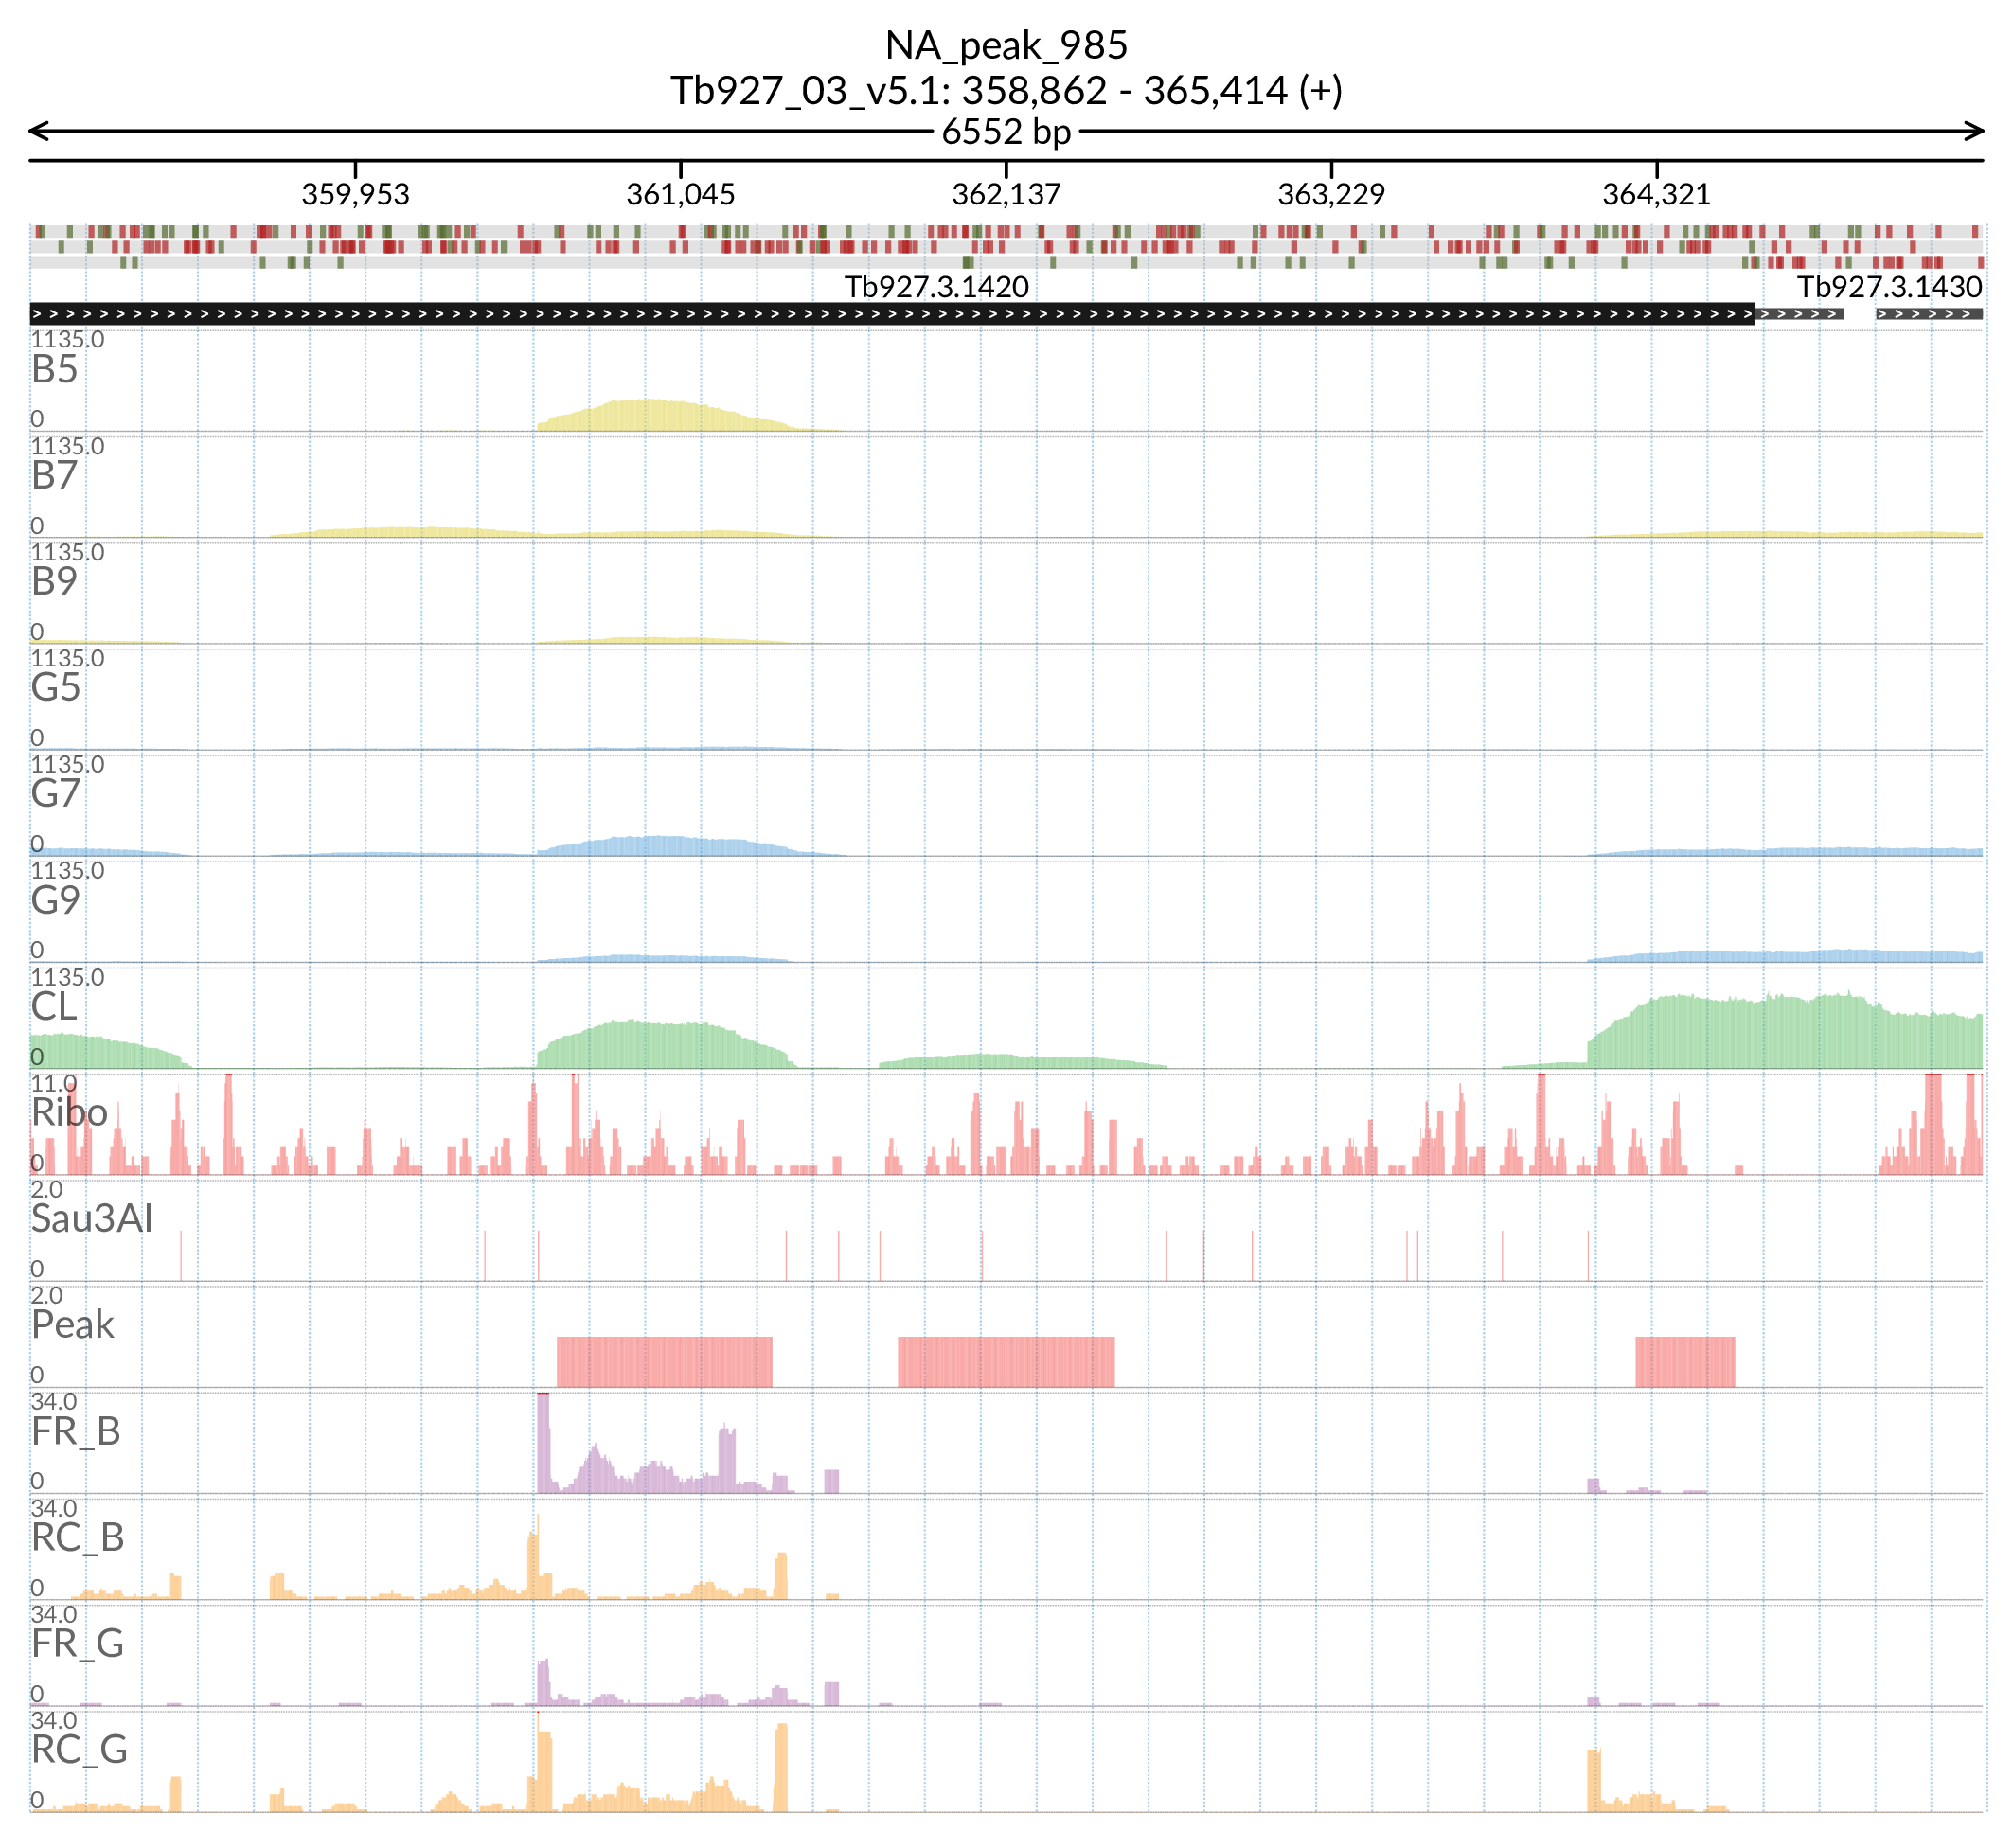 NA_peak_985
Tb927_03_v5.1: 358,862 - 365,414 (+)
6552 bp
359,953 361,045 362,137 363,229 364,321
Tb927.3.1420 Tb927.3.1430
1135.0
B5
0
1135.0
B7
0
1135.0
B9
0
1135.0
G5
0
1135.0
G7
0
1135.0
G9
0
1135.0
CL
0
11.0
Ribo
0
2.0
Sau3AI
0
2.0
Peak
0
34.0
FR_B
0
34.0
RC_B
0
34.0
FR_G
0
34.0
RC_G
0